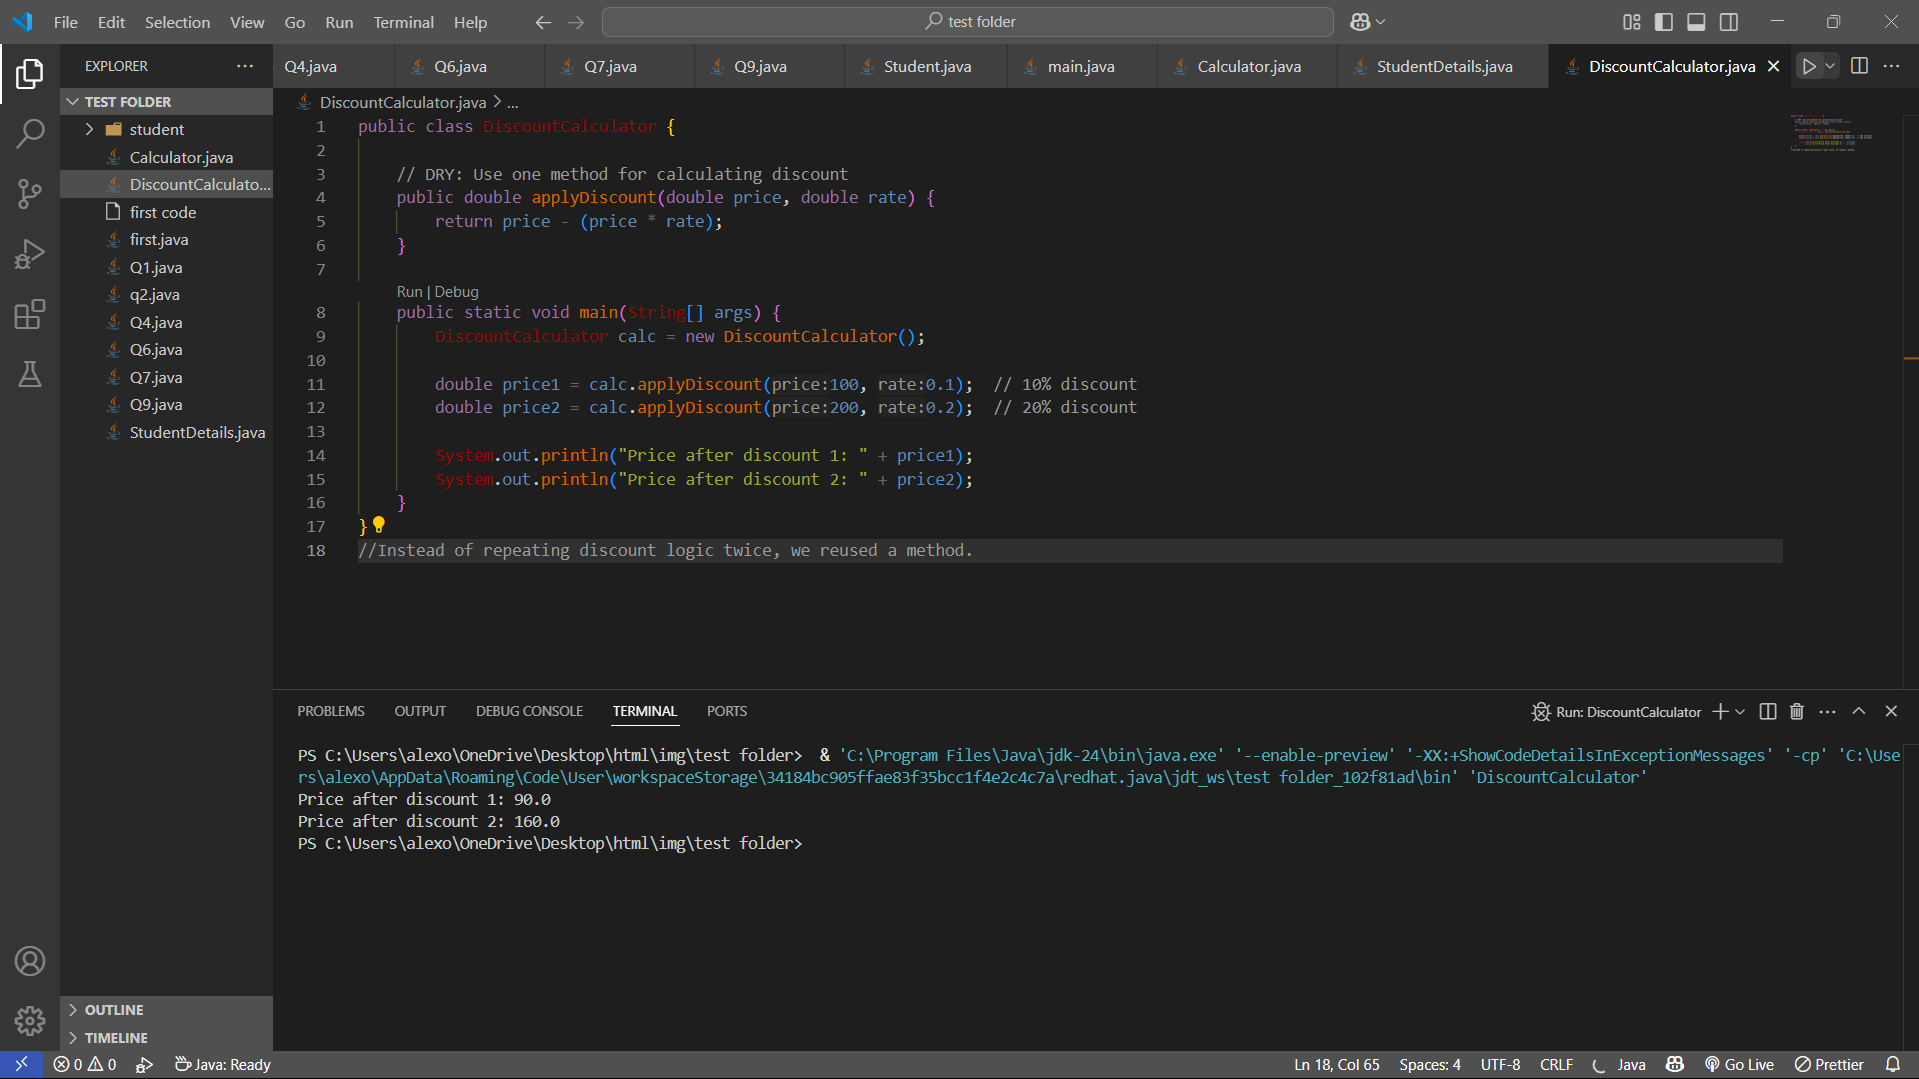 File Edit Selection View Go Run Terminal Help
test folder
EXPLORER
Q4.java Q6.java Q7.java Q9.java Student.java main.java Calculator.java StudentDetails.java DiscountCalculator.java
TEST FOLDER
student
Calculator.java
DiscountCalculato...
first code
first.java
Q1.java
q2.java
Q4.java
Q6.java
Q7.java
Q9.java
StudentDetails.java
OUTLINE
TIMELINE
DiscountCalculator.java > ...
1 public class DiscountCalculator {
2
3 // DRY: Use one method for calculating discount
4 public double applyDiscount(double price, double rate) {
5 return price - (price * rate);
6 }
7
Run | Debug
8 public static void main(String[] args) {
9 DiscountCalculator calc = new DiscountCalculator();
10
11 double price1 = calc.applyDiscount(price:100, rate:0.1); // 10% discount
12 double price2 = calc.applyDiscount(price:200, rate:0.2); // 20% discount
13
14 System.out.println("Price after discount 1: " + price1);
15 System.out.println("Price after discount 2: " + price2);
16 }
17 }
18 //Instead of repeating discount logic twice, we reused a method.
PROBLEMS OUTPUT DEBUG CONSOLE TERMINAL PORTS
Run: DiscountCalculator
PS C:\Users\alexo\OneDrive\Desktop\html\img\test folder> & 'C:\Program Files\Java\jdk-24\bin\java.exe' '--enable-preview' '-XX:+ShowCodeDetailsInExceptionMessages' '-cp' 'C:\Use
rs\alexo\AppData\Roaming\Code\User\workspaceStorage\34184bc905ffae83f35bcc1f4e2c4c7a\redhat.java\jdt_ws\test folder_102f81ad\bin' 'DiscountCalculator'
Price after discount 1: 90.0
Price after discount 2: 160.0
PS C:\Users\alexo\OneDrive\Desktop\html\img\test folder>
0 0 Java: Ready
Ln 18, Col 65 Spaces: 4 UTF-8 CRLF Java Go Live Prettier